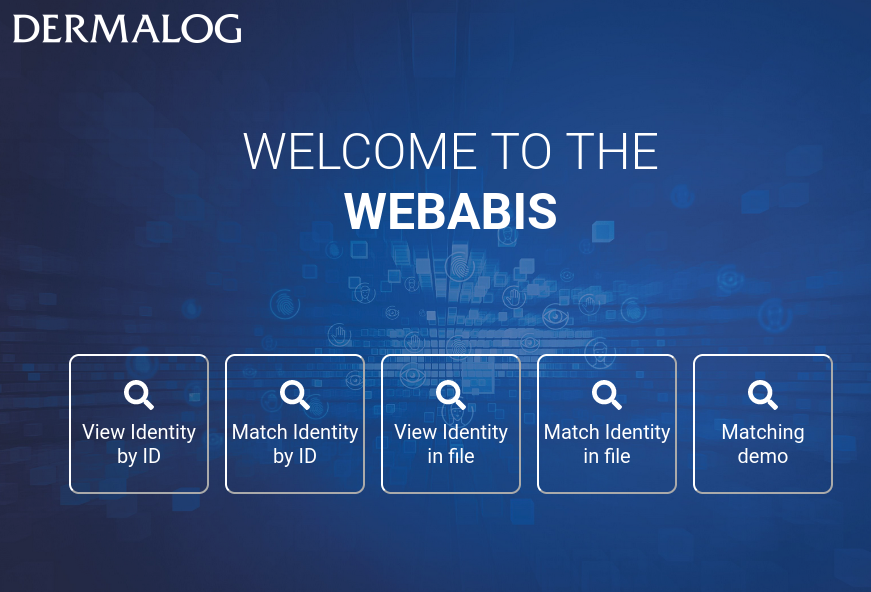 DERMALOG
WELCOME TO THE
WEBABIS
View Identity
by ID
Match Identity
by ID
View Identity
in file
Match Identity
in file
Matching
demo